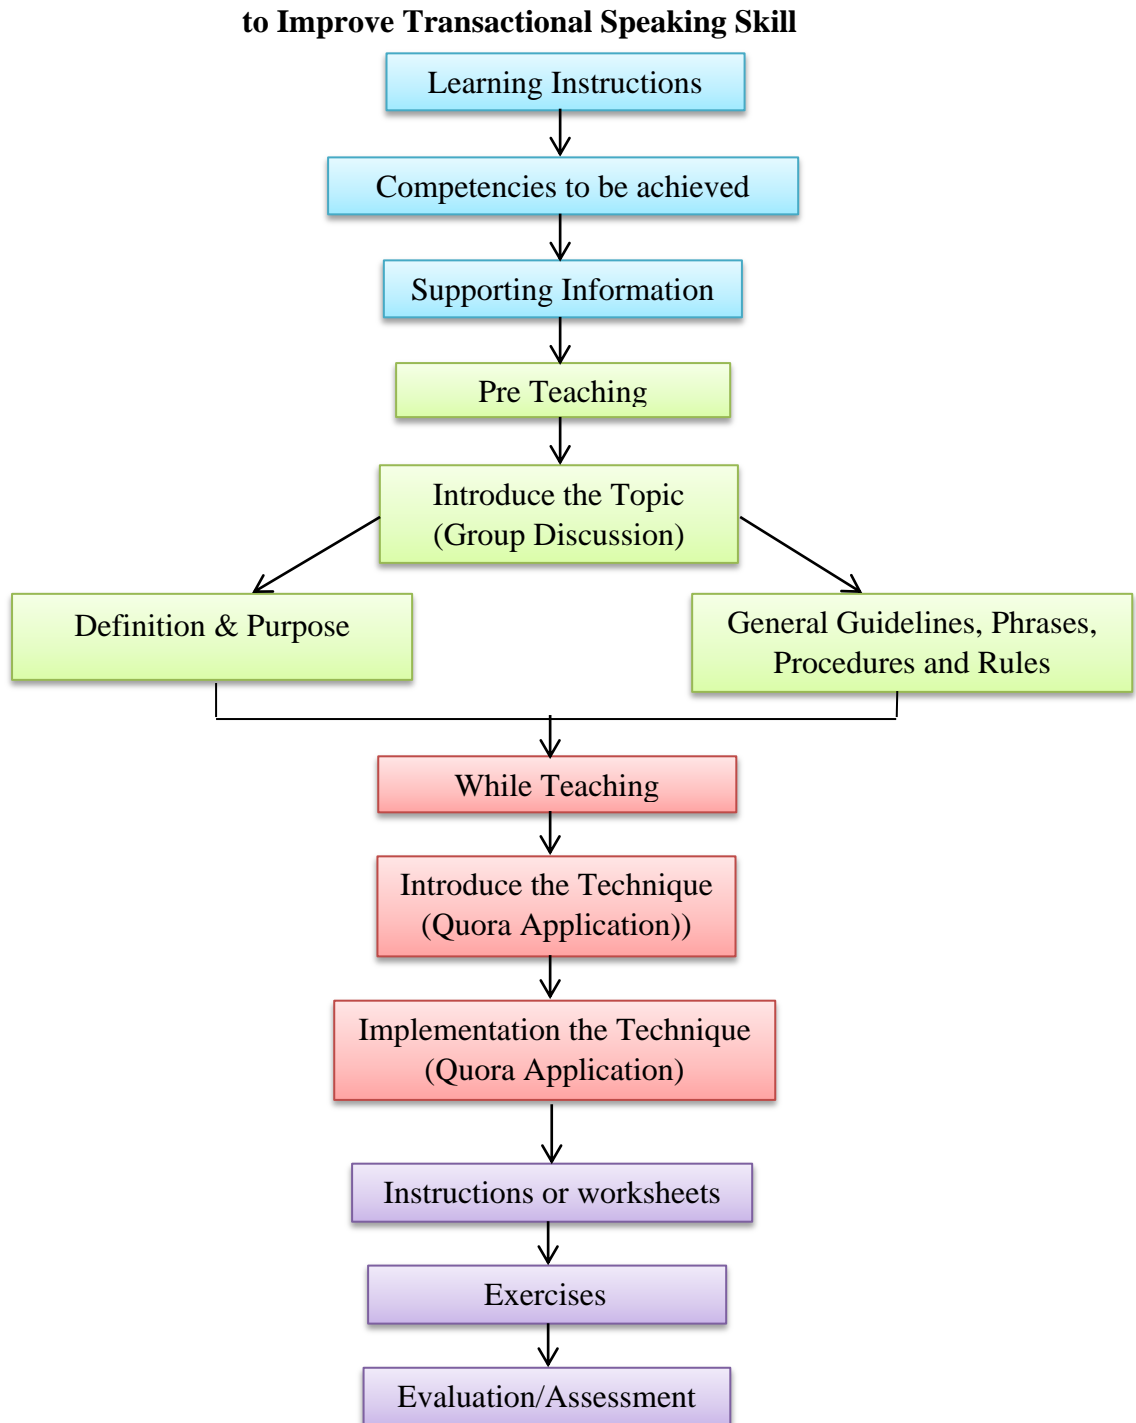 to Improve Transactional Speaking Skill
Learning Instructions
Competencies to be achieved
Supporting Information
Pre Teaching
Introduce the Topic
(Group Discussion)
Definition & Purpose
General Guidelines, Phrases,
Procedures and Rules
While Teaching
Introduce the Technique
(Quora Application))
Implementation the Technique
(Quora Application)
Instructions or worksheets
Exercises
Evaluation/Assessment